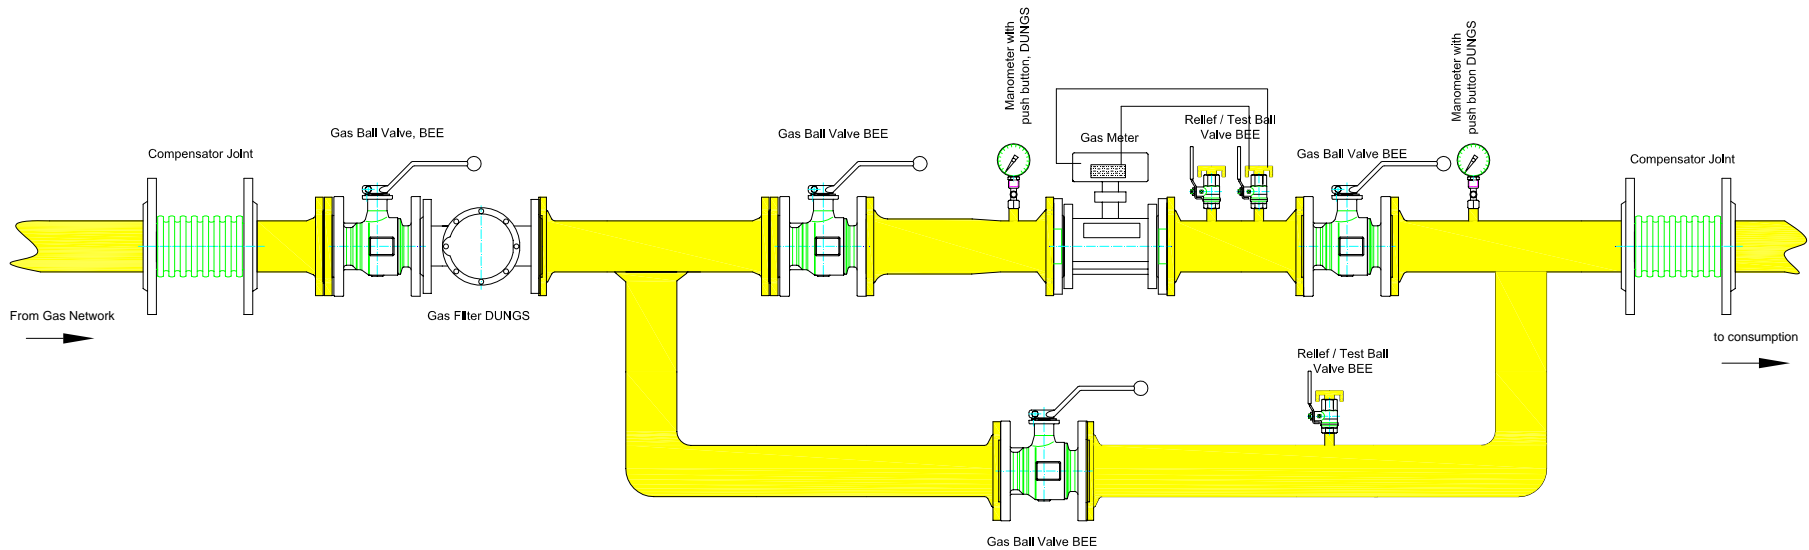 Manometer with
push button, DUNGS
Manometer with
push button DUNGS
Gas Ball Valve, BEE
Gas Ball Valve BEE
Gas Meter
Relief / Test Ball
Valve BEE
Gas Ball Valve BEE
Compensator Joint
Compensator Joint
From Gas Network
Gas Filter DUNGS
to consumption
Relief / Test Ball
Valve BEE
Gas Ball Valve BEE